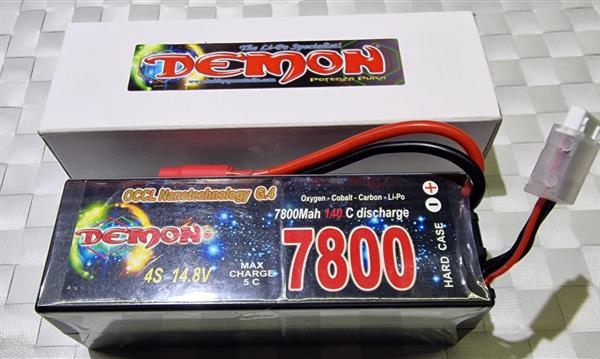 The Li-Po Specialist!
DEMON
Potenza Pura
OCCL Nanotechnology G.4
Oxygen - Cobalt - Carbon - Li-Po
7800Mah 140 C discharge
DEMON®
7800
4S-14.8V
MAX
CHARGE
5 C
HARD CASE
+
-